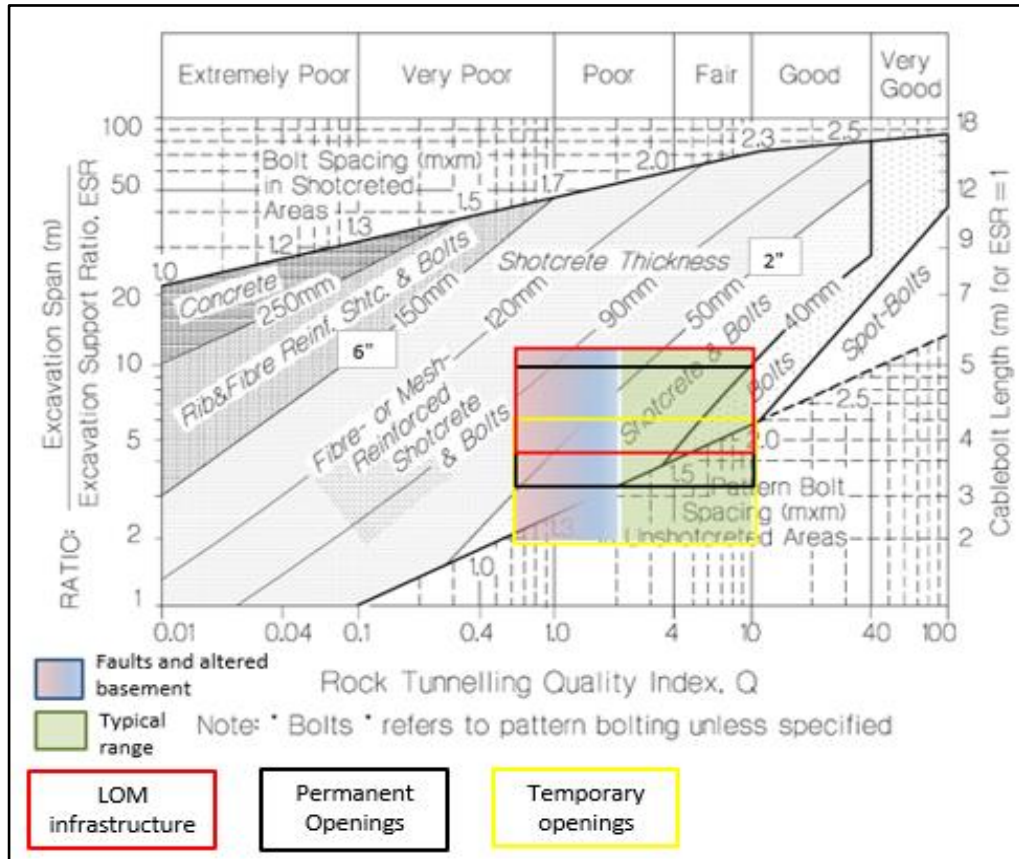 Extremely Poor
Very Poor
Poor
Fair
Good
Very
Good
100
50
20
10
5
2
1
RATIO:
Excavation Span (m)
Excavation Support Ratio, ESR
18
12
9
7
5
4
3
2
Cablebolt Length (m) for ESR=1
Bolt Spacing (mxm)
in Shotcreted
Areas
1.0
1.2
1.3
1.5
1.7
2.0
2.3
2.5
Concrete
250mm
Rib&Fibre Reinf. Shtc. & Bolts
150mm
6"
120mm
Shotcrete Thickness
2"
90mm
50mm
40mm
Fibre- or Mesh-
Reinforced
Shotcrete
& Bolts
Shotcrete & Bolts
Bolts
Spot-Bolts
2.5
2.0
1.5
1.3
1.0
Pattern Bolt
Spacing (mxm)
Unshotcreted Areas
0.01
0.04
0.1
0.4
1.0
4
10
40
100
Rock Tunnelling Quality Index, Q
Note: " Bolts " refers to pattern bolting unless specified
Faults and altered
basement
Typical
range
LOM
infrastructure
Permanent
Openings
Temporary
openings